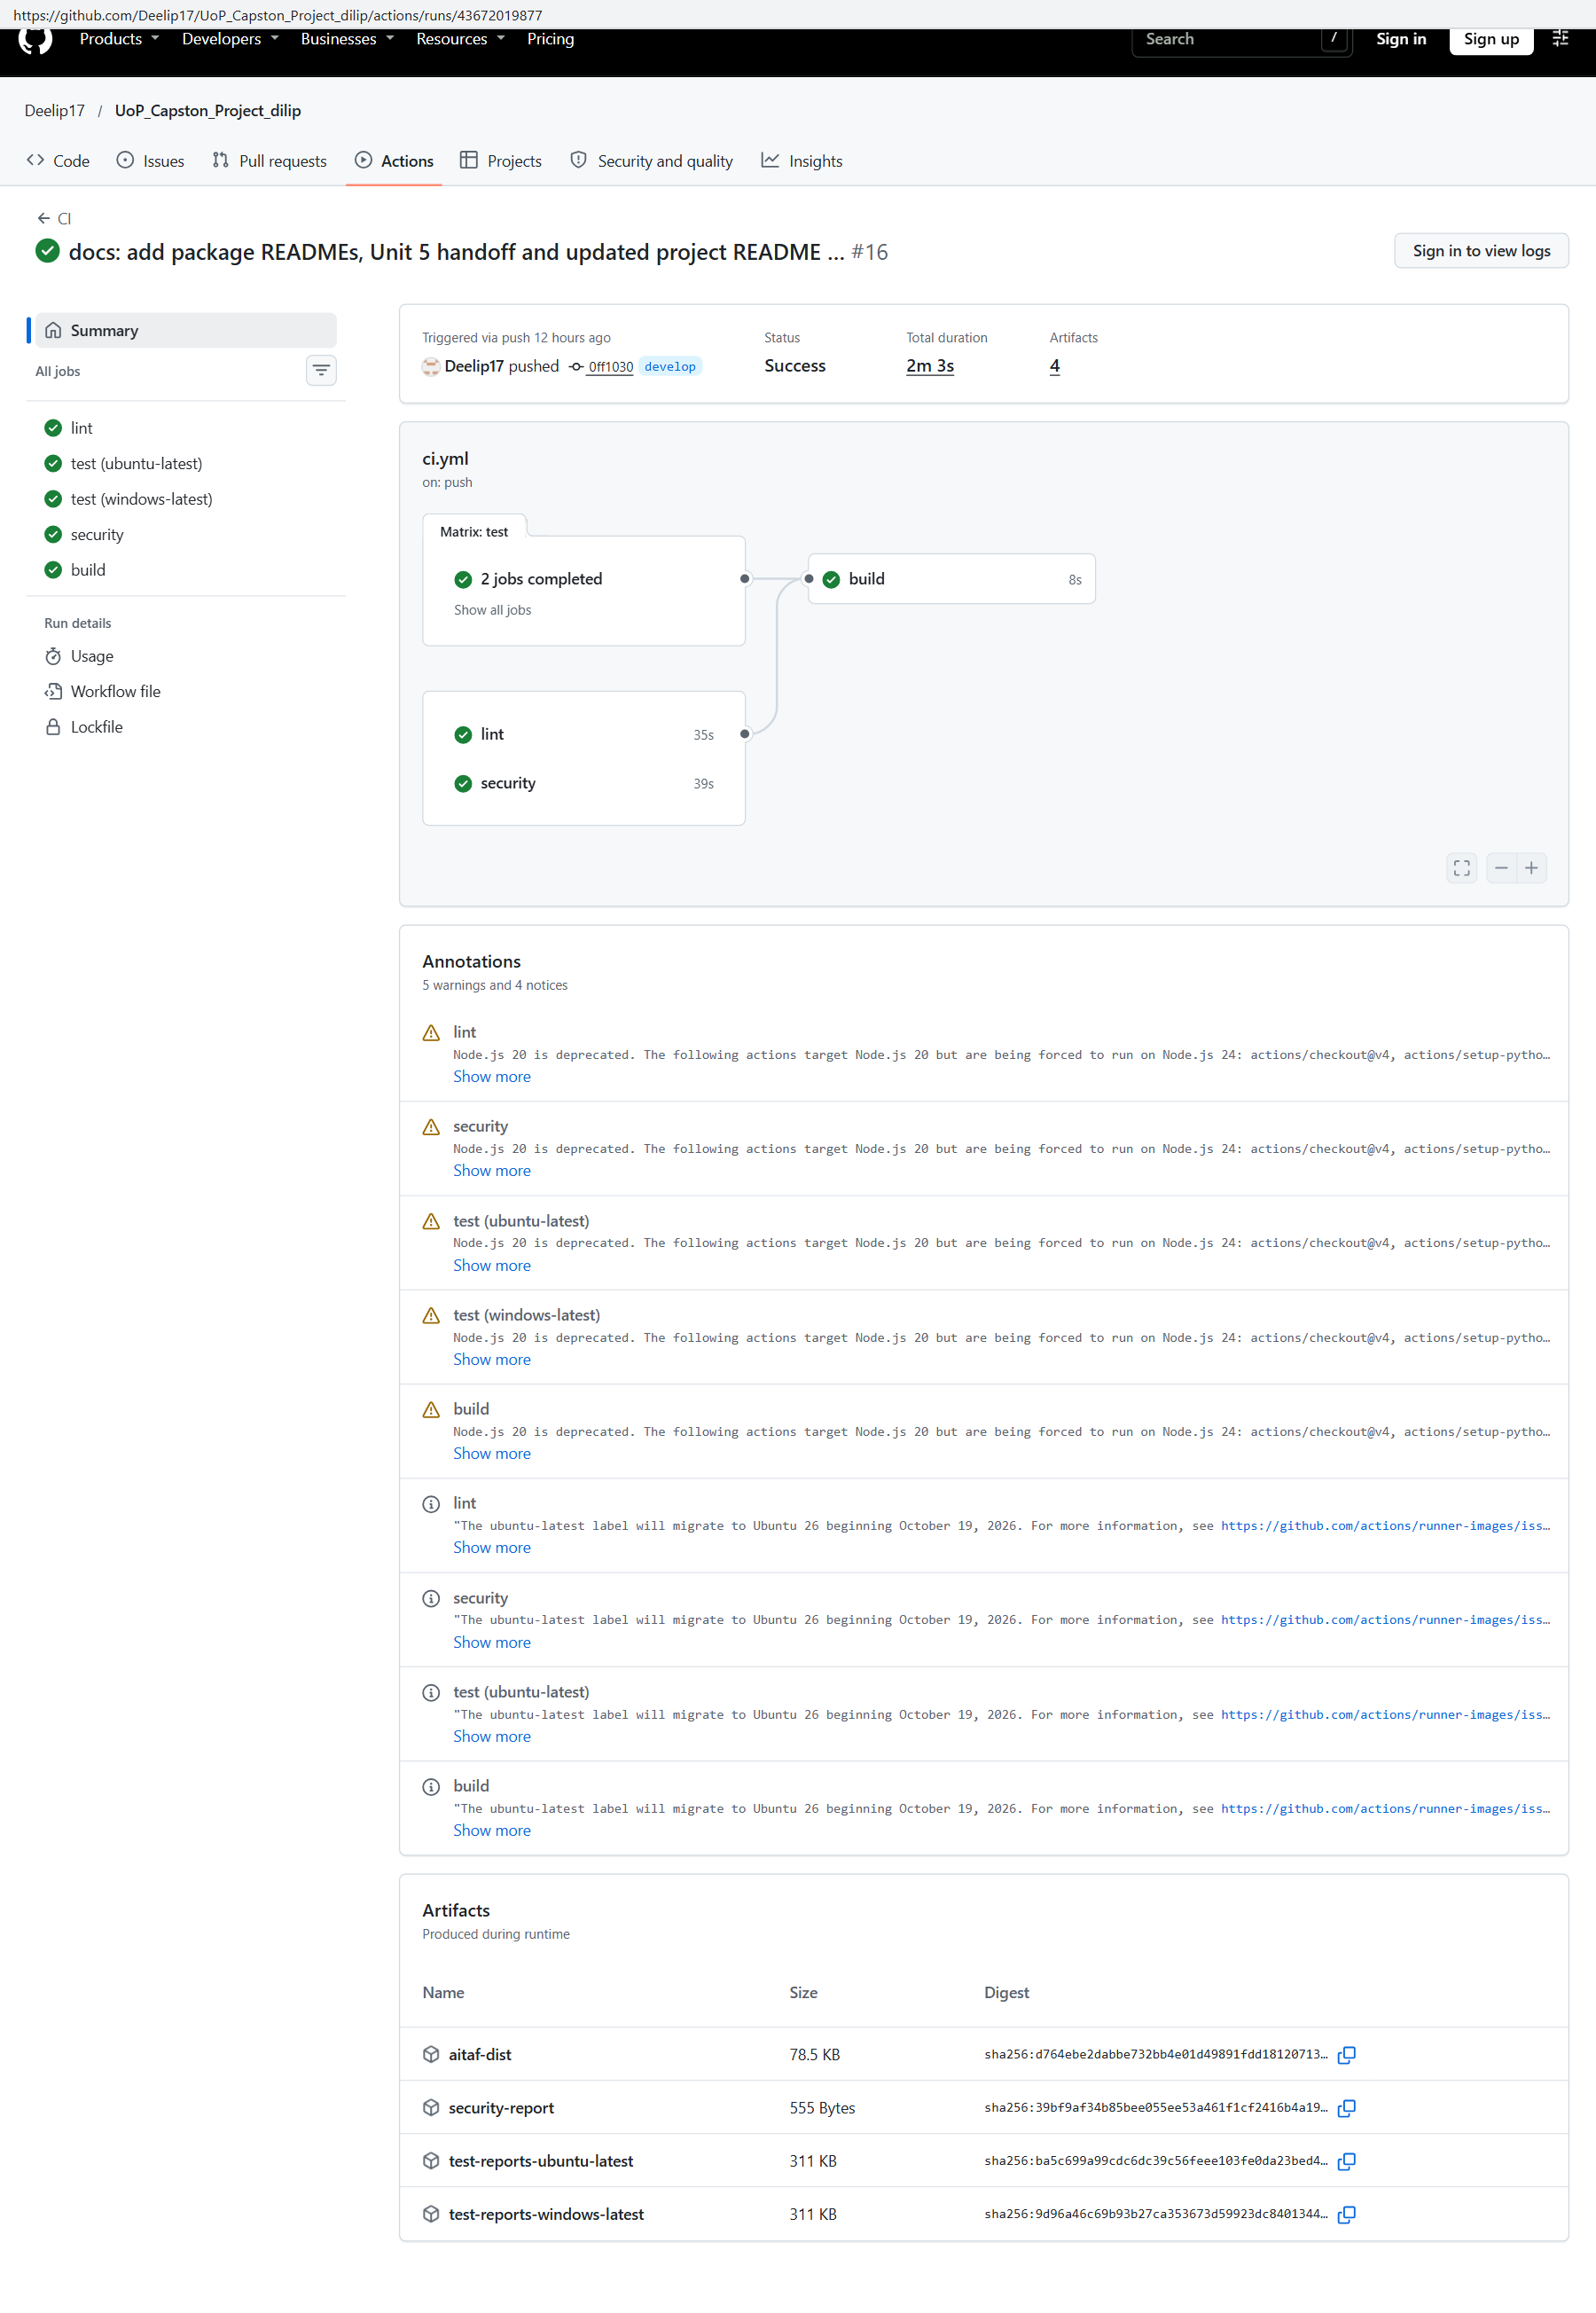 https://github.com/Deelip17/UoP_Capston_Project_dilip/actions/runs/43672019877
Products Developers Businesses Resources Pricing Search / Sign in Sign up
Deelip17 / UoP_Capston_Project_dilip
Code Issues Pull requests Actions Projects Security and quality Insights
CI
docs: add package READMEs, Unit 5 handoff and updated project README ... #16
Sign in to view logs
Summary
All jobs
lint
test (ubuntu-latest)
test (windows-latest)
security
build
Run details
Usage
Workflow file
Lockfile
Triggered via push 12 hours ago
Deelip17 pushed 0ff1030 develop
Status
Success
Total duration
2m 3s
Artifacts
4
ci.yml
on: push
Matrix: test
2 jobs completed
Show all jobs
build 8s
lint 35s
security 39s
Annotations
5 warnings and 4 notices
lint
Node.js 20 is deprecated. The following actions target Node.js 20 but are being forced to run on Node.js 24: actions/checkout@v4, actions/setup-pytho…
Show more
security
Node.js 20 is deprecated. The following actions target Node.js 20 but are being forced to run on Node.js 24: actions/checkout@v4, actions/setup-pytho…
Show more
test (ubuntu-latest)
Node.js 20 is deprecated. The following actions target Node.js 20 but are being forced to run on Node.js 24: actions/checkout@v4, actions/setup-pytho…
Show more
test (windows-latest)
Node.js 20 is deprecated. The following actions target Node.js 20 but are being forced to run on Node.js 24: actions/checkout@v4, actions/setup-pytho…
Show more
build
Node.js 20 is deprecated. The following actions target Node.js 20 but are being forced to run on Node.js 24: actions/checkout@v4, actions/setup-pytho…
Show more
lint
"The ubuntu-latest label will migrate to Ubuntu 26 beginning October 19, 2026. For more information, see https://github.com/actions/runner-images/iss…
Show more
security
"The ubuntu-latest label will migrate to Ubuntu 26 beginning October 19, 2026. For more information, see https://github.com/actions/runner-images/iss…
Show more
test (ubuntu-latest)
"The ubuntu-latest label will migrate to Ubuntu 26 beginning October 19, 2026. For more information, see https://github.com/actions/runner-images/iss…
Show more
build
"The ubuntu-latest label will migrate to Ubuntu 26 beginning October 19, 2026. For more information, see https://github.com/actions/runner-images/iss…
Show more
Artifacts
Produced during runtime
Name Size Digest
aitaf-dist 78.5 KB sha256:d764ebe2dabbe732bb4e01d49891fdd18120713…
security-report 555 Bytes sha256:39bf9af34b85bee055ee53a461f1cf2416b4a19…
test-reports-ubuntu-latest 311 KB sha256:ba5c699a99cdc6dc39c56feee103fe0da23bed4…
test-reports-windows-latest 311 KB sha256:9d96a46c69b93b27ca353673d59923dc8401344…